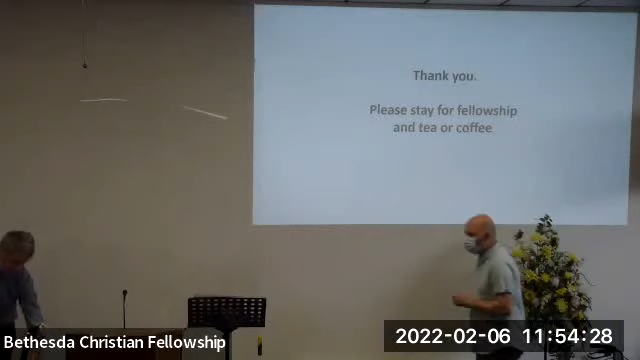 Thank you.
Please stay for fellowship
and tea or coffee
Bethesda Christian Fellowship
2022-02-06 11:54:28